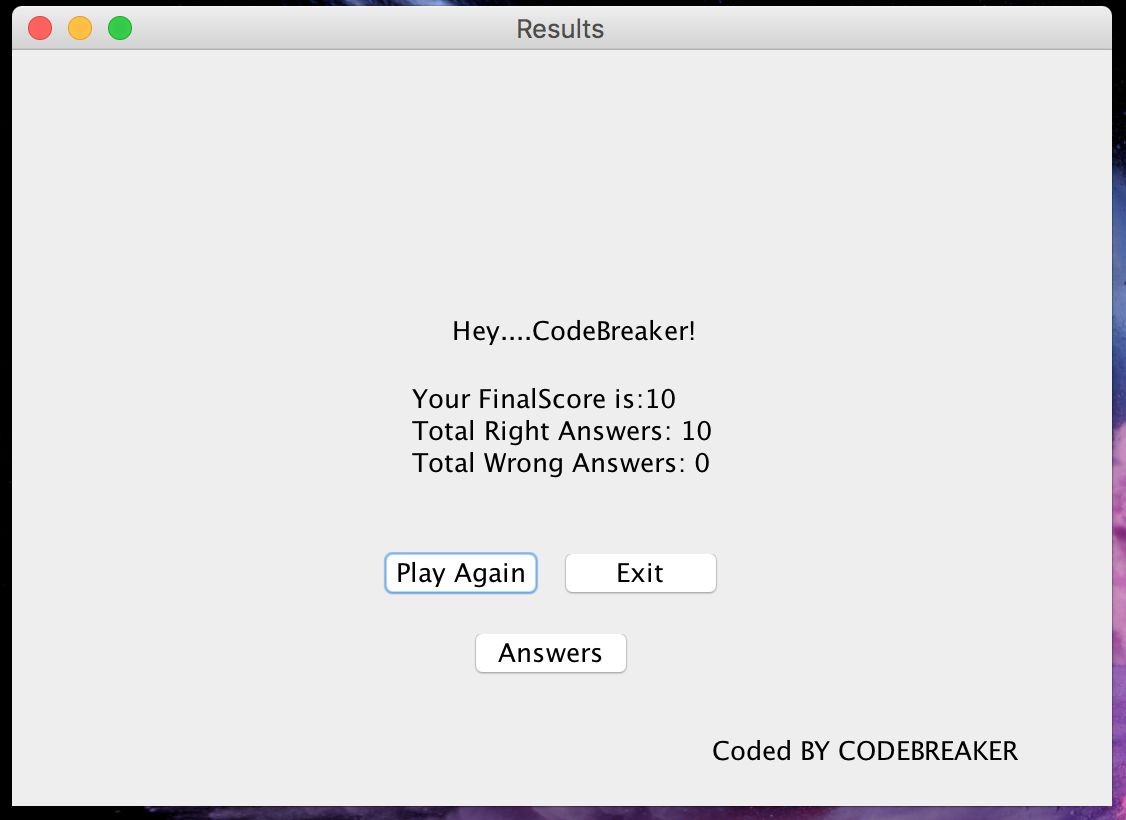 Results
Hey....CodeBreaker!
Your FinalScore is:10
Total Right Answers: 10
Total Wrong Answers: 0
Play Again
Exit
Answers
Coded BY CODEBREAKER